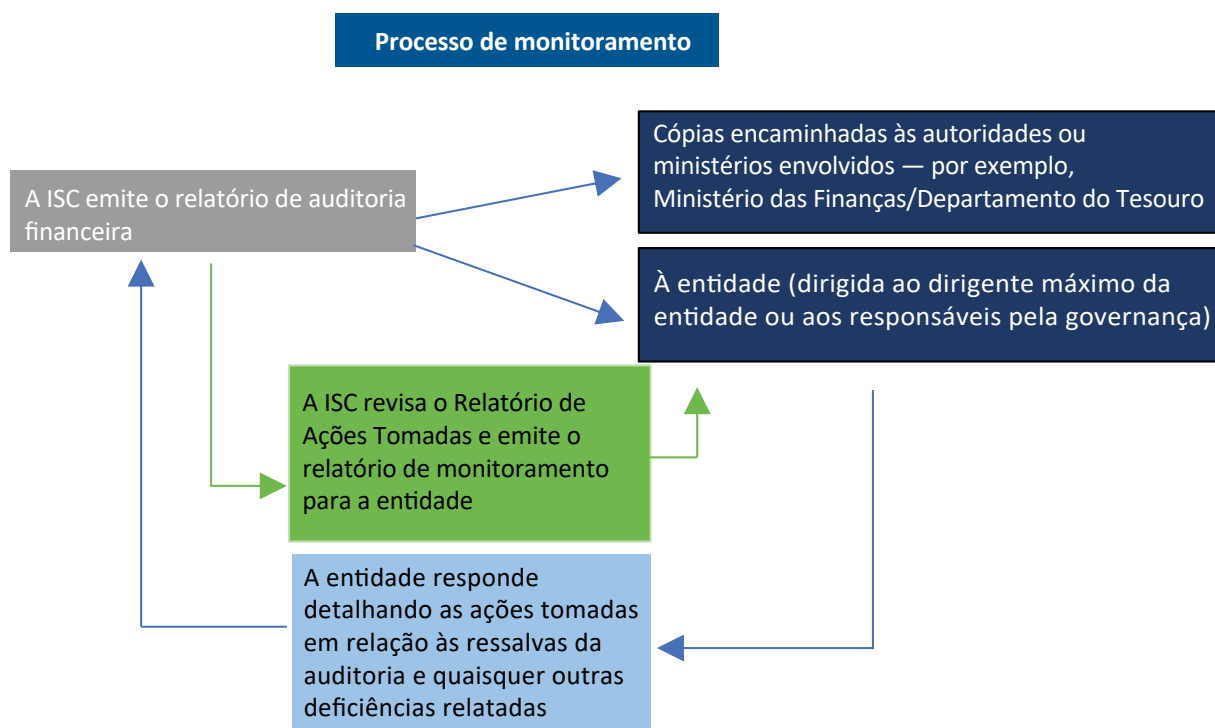 Processo de monitoramento
A ISC emite o relatório de auditoria
financeira
Cópias encaminhadas às autoridades ou
ministérios envolvidos — por exemplo,
Ministério das Finanças/Departamento do Tesouro
À entidade (dirigida ao dirigente máximo da
entidade ou aos responsáveis pela governança)
A ISC revisa o Relatório de
Ações Tomadas e emite o
relatório de monitoramento
para a entidade
A entidade responde
detalhando as ações tomadas
em relação às ressalvas da
auditoria e quaisquer outras
deficiências relatadas